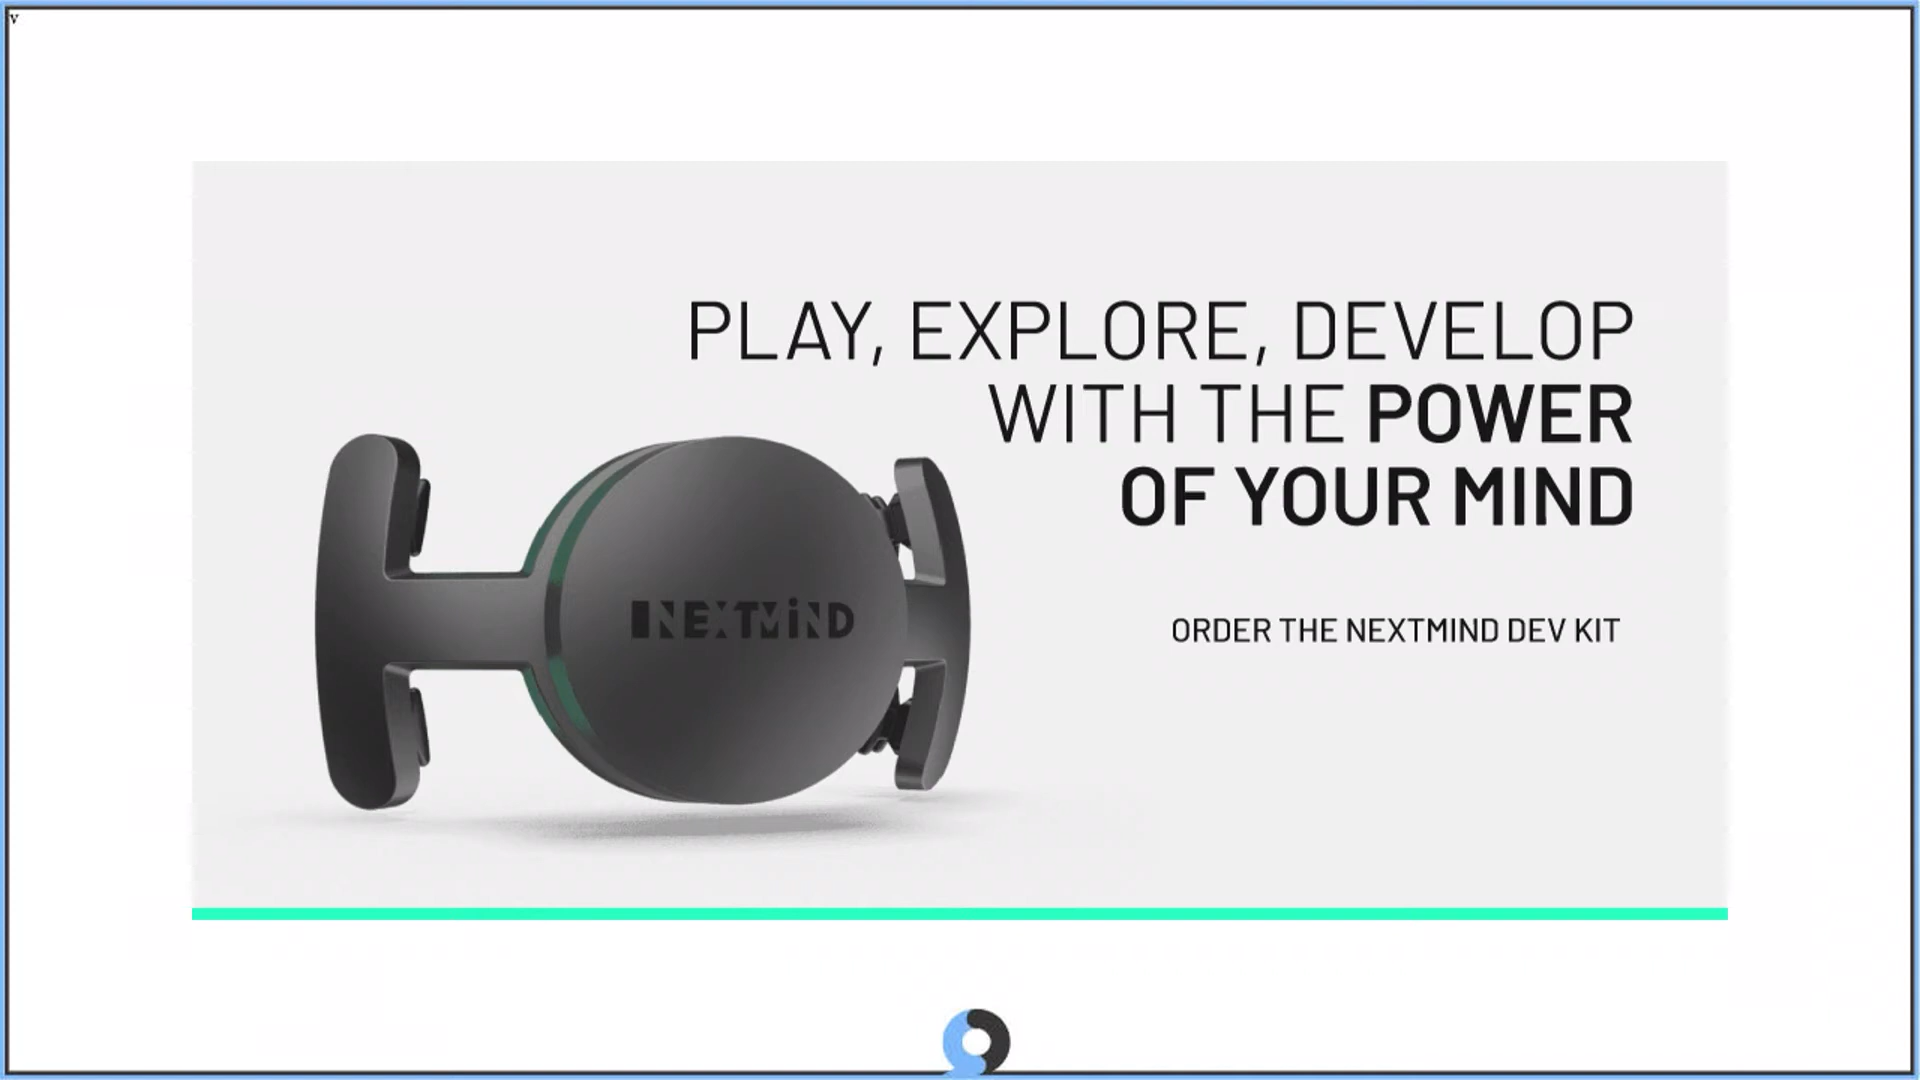 v
PLAY, EXPLORE, DEVELOP
WITH THE POWER
OF YOUR MIND
NEXTMiND
ORDER THE NEXTMIND DEV KIT